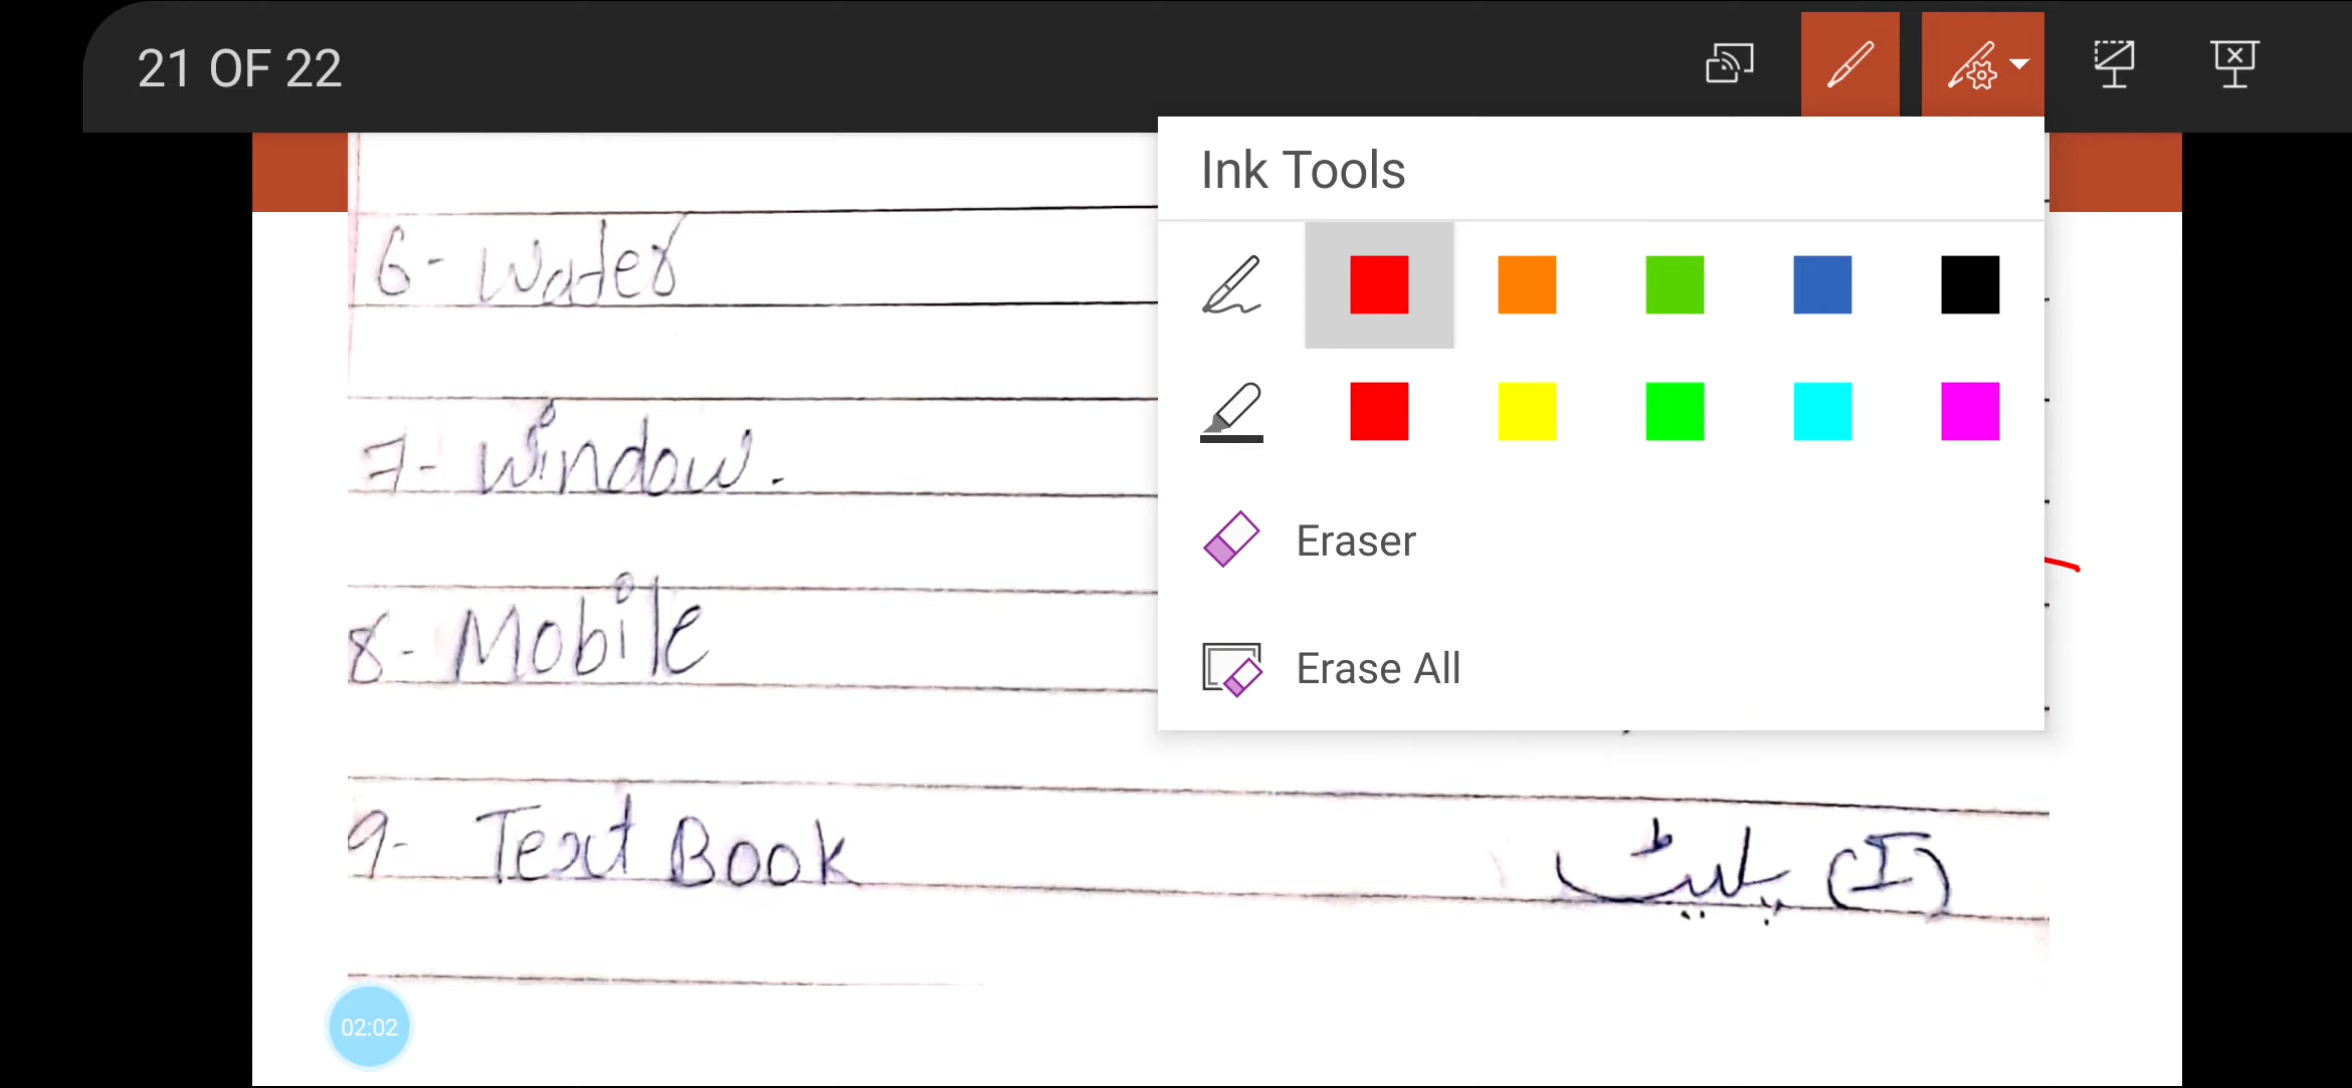 21 OF 22
Ink Tools
6- Water
7- Window.
Eraser
8- Mobile
Erase All
9- Text Book
(I) پلیٹ
02:02